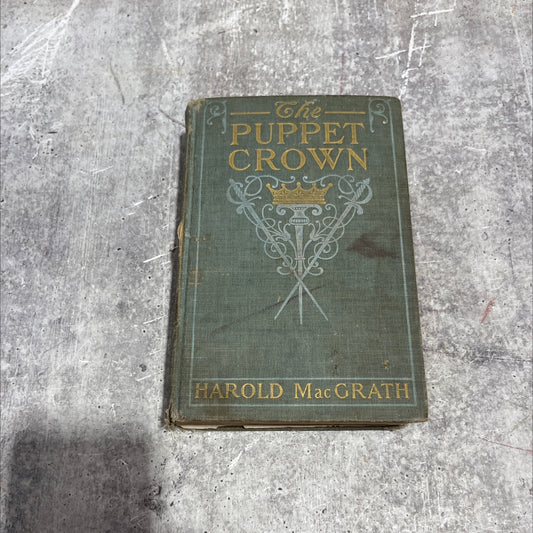 The
PUPPET
CROWN
HAROLD MacGRATH